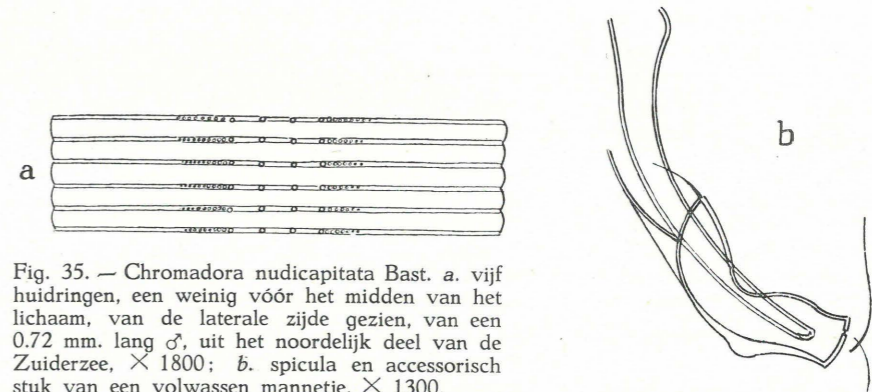 a
b
Fig. 35. — Chromadora nudicapitata Bast. a. vijf
huidringen, een weinig vóór het midden van het
lichaam, van de laterale zijde gezien, van een
0.72 mm. lang ♂, uit het noordelijk deel van de
Zuiderzee, × 1800; b. spicula en accessorisch
stuk van een volwassen mannetje, × 1300.